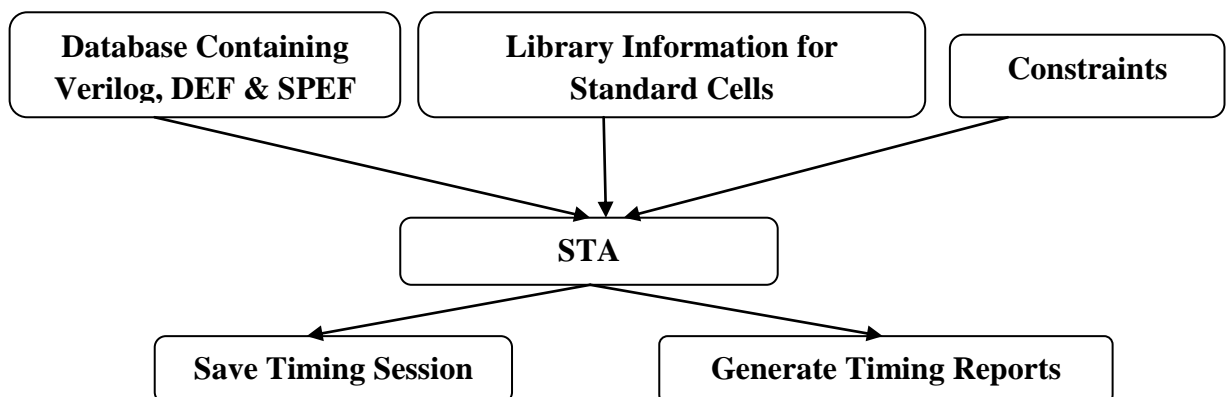 Database Containing
Verilog, DEF & SPEF
Library Information for
Standard Cells
Constraints
STA
Save Timing Session
Generate Timing Reports